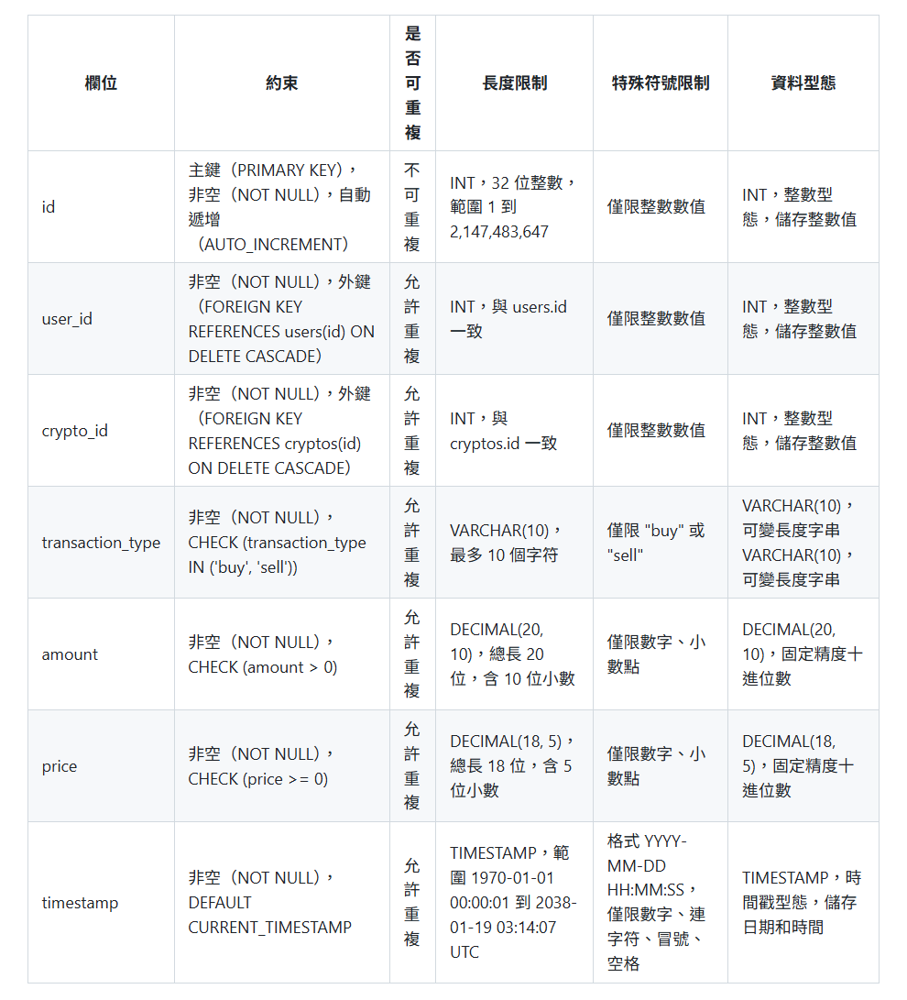 欄位
約束
是
否
可
重
複
長度限制
特殊符號限制
資料型態
id
主鍵（PRIMARY KEY），
非空（NOT NULL），自動
遞增
（AUTO_INCREMENT）
不
可
重
複
INT，32 位整數，
範圍 1 到
2,147,483,647
僅限整數數值
INT，整數型
態，儲存整數值
user_id
非空（NOT NULL），外鍵
（FOREIGN KEY
REFERENCES users(id) ON
DELETE CASCADE）
允
許
重
複
INT，與 users.id
一致
僅限整數數值
INT，整數型
態，儲存整數值
crypto_id
非空（NOT NULL），外鍵
（FOREIGN KEY
REFERENCES cryptos(id)
ON DELETE CASCADE）
允
許
重
複
INT，與
cryptos.id 一致
僅限整數數值
INT，整數型
態，儲存整數值
transaction_type
非空（NOT NULL），
CHECK (transaction_type
IN ('buy', 'sell'))
允
許
重
複
VARCHAR(10)，
最多 10 個字符
僅限 "buy" 或
"sell"
VARCHAR(10)，
可變長度字串
VARCHAR(10)，
可變長度字串
amount
非空（NOT NULL），
CHECK (amount > 0)
允
許
重
複
DECIMAL(20,
10)，總長 20
位，含 10 位小數
僅限數字、小
數點
DECIMAL(20,
10)，固定精度十
進位數
price
非空（NOT NULL），
CHECK (price >= 0)
允
許
重
複
DECIMAL(18, 5)，
總長 18 位，含 5
位小數
僅限數字、小
數點
DECIMAL(18,
5)，固定精度十
進位數
timestamp
非空（NOT NULL），
DEFAULT
CURRENT_TIMESTAMP
允
許
重
複
TIMESTAMP，範
圍 1970-01-01
00:00:01 到 2038-
01-19 03:14:07
UTC
格式 YYYY-
MM-DD
HH:MM:SS，
僅限數字、連
字符、冒號、
空格
TIMESTAMP，時
間戳型態，儲存
日期和時間